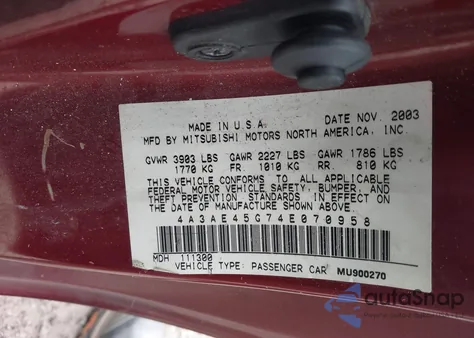 MADE IN U.S.A. DATE NOV. 2003
MFD BY MITSUBISHI MOTORS NORTH AMERICA, INC.
GVWR 3903 LBS GAWR 2227 LBS GAWR 1786 LBS
1770 KG FR. 1010 KG RR. 810 KG
THIS VEHICLE CONFORMS TO ALL APPLICABLE
FEDERAL MOTOR VEHICLE SAFETY, BUMPER, AND
THEFT PREVENTION STANDARDS IN EFFECT ON
THE DATE OF MANUFACTURE SHOWN ABOVE.
4A3AE45G74E070958
MDH 111300
VEHICLE TYPE: PASSENGER CAR MU900270
autoSnap